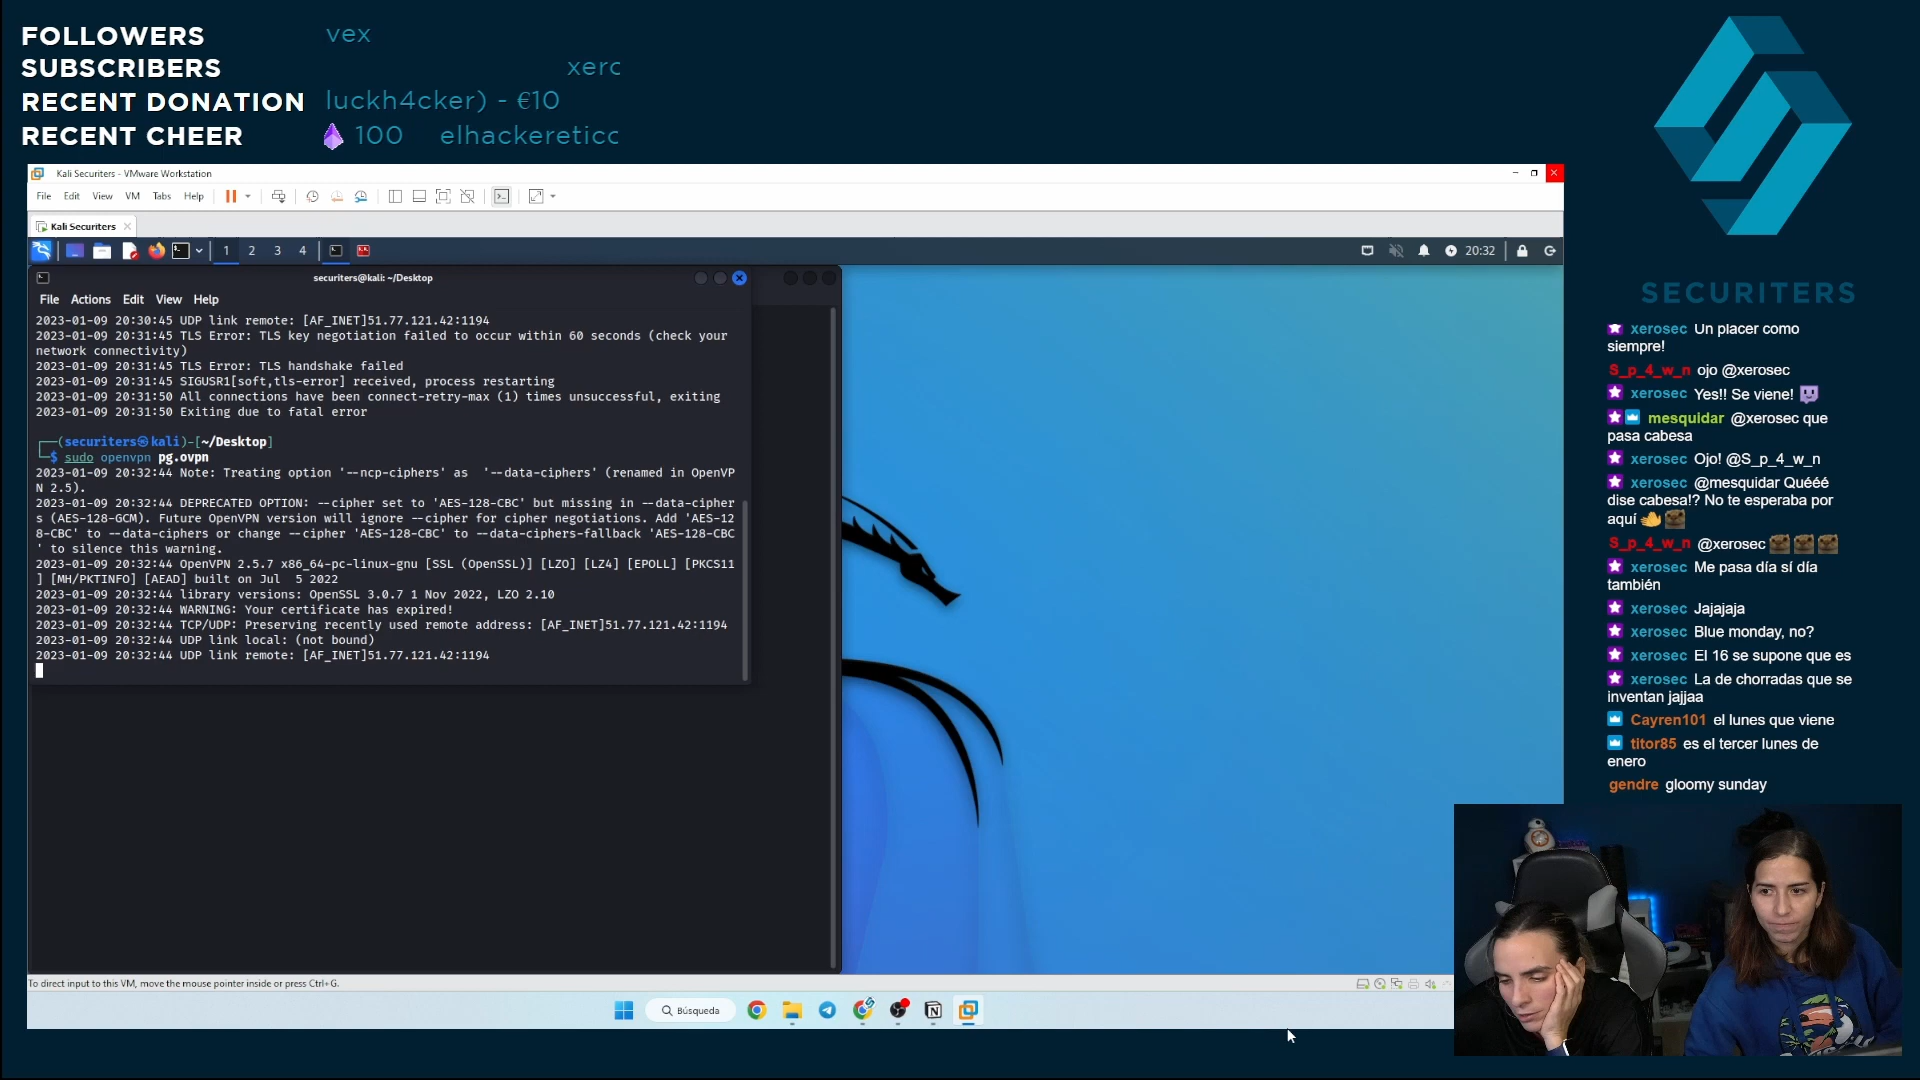 FOLLOWERS vex
SUBSCRIBERS xerc
RECENT DONATION luckh4cker) - €10
RECENT CHEER 100 elhackereticc
Kali Securiters - VMware Workstation
File Edit View VM Tabs Help
Kali Securiters
1 2 3 4 20:32
securiters@kali: ~/Desktop
File Actions Edit View Help
2023-01-09 20:30:45 UDP link remote: [AF_INET]51.77.121.42:1194
2023-01-09 20:31:45 TLS Error: TLS key negotiation failed to occur within 60 seconds (check your
network connectivity)
2023-01-09 20:31:45 TLS Error: TLS handshake failed
2023-01-09 20:31:45 SIGUSR1[soft,tls-error] received, process restarting
2023-01-09 20:31:50 All connections have been connect-retry-max (1) times unsuccessful, exiting
2023-01-09 20:31:50 Exiting due to fatal error
(securiters㉿kali)-[~/Desktop]
$ sudo openvpn pg.ovpn
2023-01-09 20:32:44 Note: Treating option '--ncp-ciphers' as  '--data-ciphers' (renamed in OpenVP
N 2.5).
2023-01-09 20:32:44 DEPRECATED OPTION: --cipher set to 'AES-128-CBC' but missing in --data-cipher
s (AES-128-GCM). Future OpenVPN version will ignore --cipher for cipher negotiations. Add 'AES-12
8-CBC' to --data-ciphers or change --cipher 'AES-128-CBC' to --data-ciphers-fallback 'AES-128-CBC
' to silence this warning.
2023-01-09 20:32:44 OpenVPN 2.5.7 x86_64-pc-linux-gnu [SSL (OpenSSL)] [LZO] [LZ4] [EPOLL] [PKCS11
] [MH/PKTINFO] [AEAD] built on Jul  5 2022
2023-01-09 20:32:44 library versions: OpenSSL 3.0.7 1 Nov 2022, LZO 2.10
2023-01-09 20:32:44 WARNING: Your certificate has expired!
2023-01-09 20:32:44 TCP/UDP: Preserving recently used remote address: [AF_INET]51.77.121.42:1194
2023-01-09 20:32:44 UDP link local: (not bound)
2023-01-09 20:32:44 UDP link remote: [AF_INET]51.77.121.42:1194
To direct input to this VM, move the mouse pointer inside or press Ctrl+G.
Búsqueda
SECURITERS
xerosec Un placer como
siempre!
S_p_4_w_n ojo @xerosec
xerosec Yes!! Se viene!
mesquidar @xerosec que
pasa cabesa
xerosec Ojo! @S_p_4_w_n
xerosec @mesquidar Quééé
dise cabesa!? No te esperaba por
aquí
S_p_4_w_n @xerosec
xerosec Me pasa día sí día
también
xerosec Jajajaja
xerosec Blue monday, no?
xerosec El 16 se supone que es
xerosec La de chorradas que se
inventan jajjaa
Cayren101 el lunes que viene
titor85 es el tercer lunes de
enero
gendre gloomy sunday